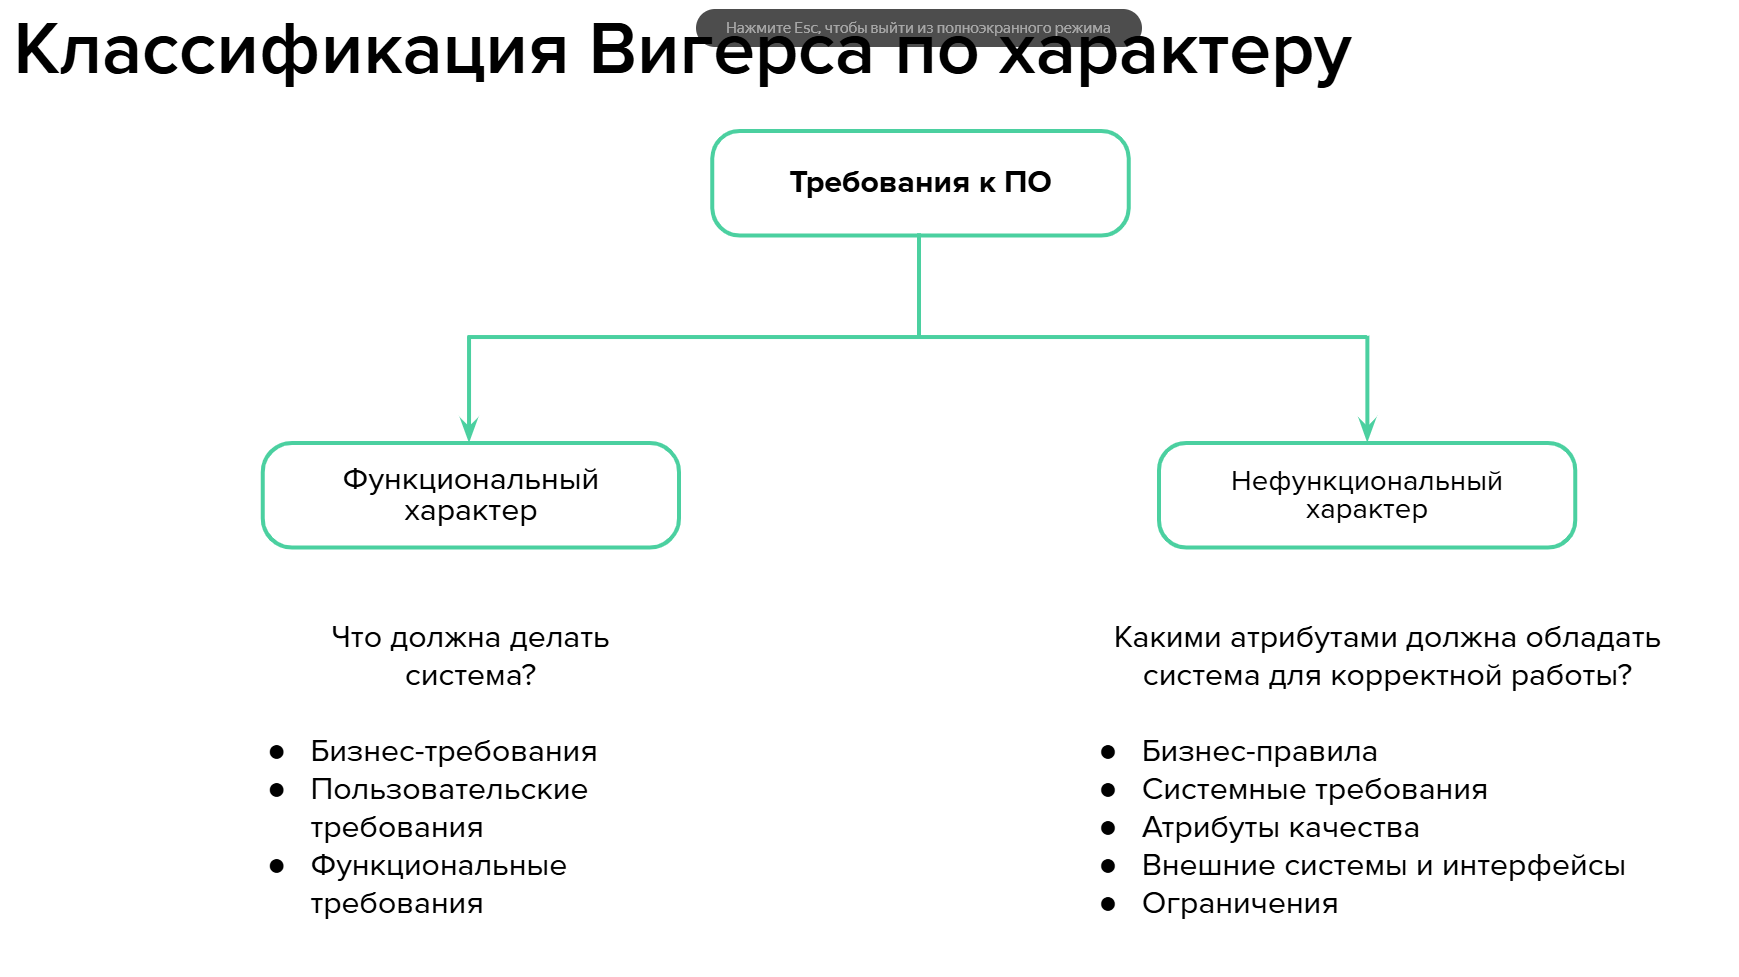 Классификация Вигерса по характеру
Нажмите Esc, чтобы выйти из полноэкранного режима
Требования к ПО
Функциональный
характер
Нефункциональный
характер
Что должна делать
система?
● Бизнес-требования
● Пользовательские
требования
● Функциональные
требования
Какими атрибутами должна обладать
система для корректной работы?
● Бизнес-правила
● Системные требования
● Атрибуты качества
● Внешние системы и интерфейсы
● Ограничения